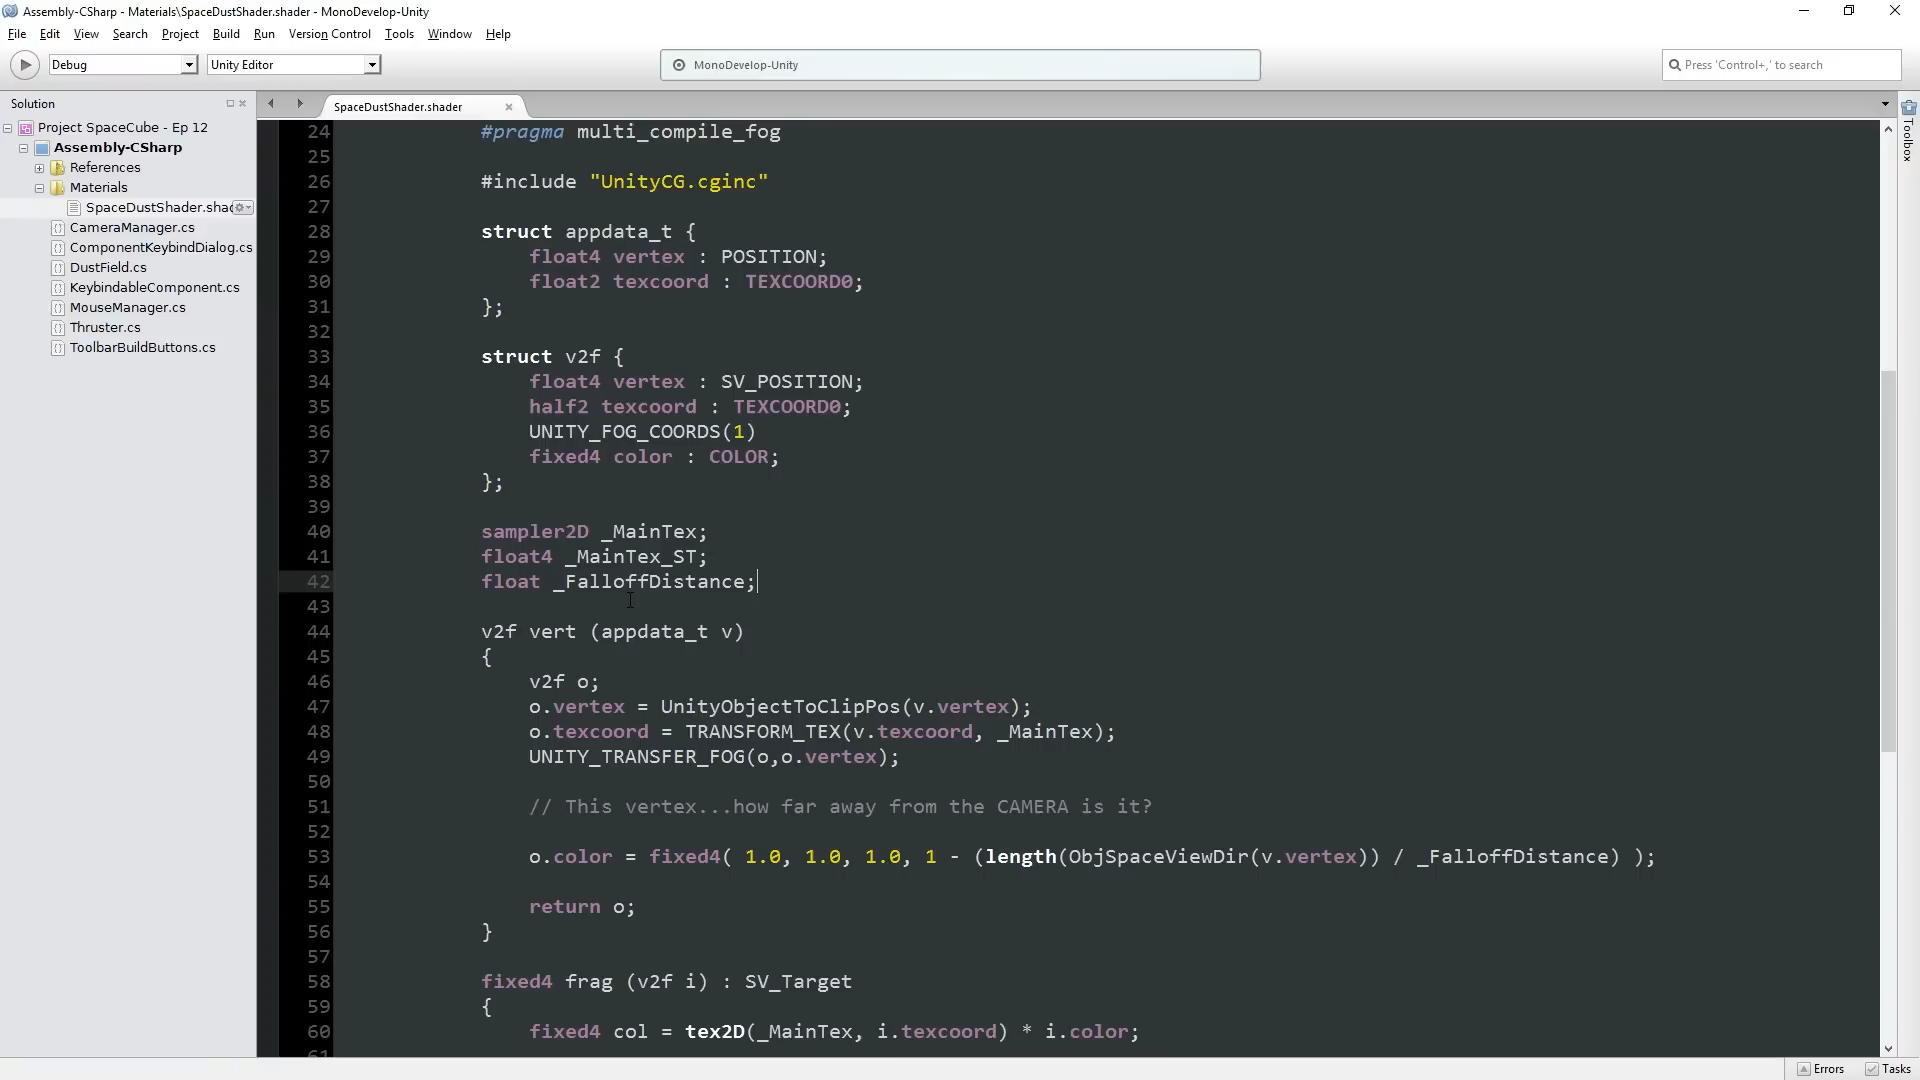 Assembly-CSharp - Materials\SpaceDustShader.shader - MonoDevelop-Unity
File Edit View Search Project Build Run Version Control Tools Window Help
Debug Unity Editor MonoDevelop-Unity Press 'Control+,' to search
Solution
Project SpaceCube - Ep 12
Assembly-CSharp
References
Materials
SpaceDustShader.shac
CameraManager.cs
ComponentKeybindDialog.cs
DustField.cs
KeybindableComponent.cs
MouseManager.cs
Thruster.cs
ToolbarBuildButtons.cs
SpaceDustShader.shader
24 #pragma multi_compile_fog
25
26 #include "UnityCG.cginc"
27
28 struct appdata_t {
29 float4 vertex : POSITION;
30 float2 texcoord : TEXCOORD0;
31 };
32
33 struct v2f {
34 float4 vertex : SV_POSITION;
35 half2 texcoord : TEXCOORD0;
36 UNITY_FOG_COORDS(1)
37 fixed4 color : COLOR;
38 };
39
40 sampler2D _MainTex;
41 float4 _MainTex_ST;
42 float _FalloffDistance;
43
44 v2f vert (appdata_t v)
45 {
46 v2f o;
47 o.vertex = UnityObjectToClipPos(v.vertex);
48 o.texcoord = TRANSFORM_TEX(v.texcoord, _MainTex);
49 UNITY_TRANSFER_FOG(o,o.vertex);
50
51 // This vertex...how far away from the CAMERA is it?
52
53 o.color = fixed4( 1.0, 1.0, 1.0, 1 - (length(ObjSpaceViewDir(v.vertex)) / _FalloffDistance) );
54
55 return o;
56 }
57
58 fixed4 frag (v2f i) : SV_Target
59 {
60 fixed4 col = tex2D(_MainTex, i.texcoord) * i.color;
61
Toolbox
Errors Tasks